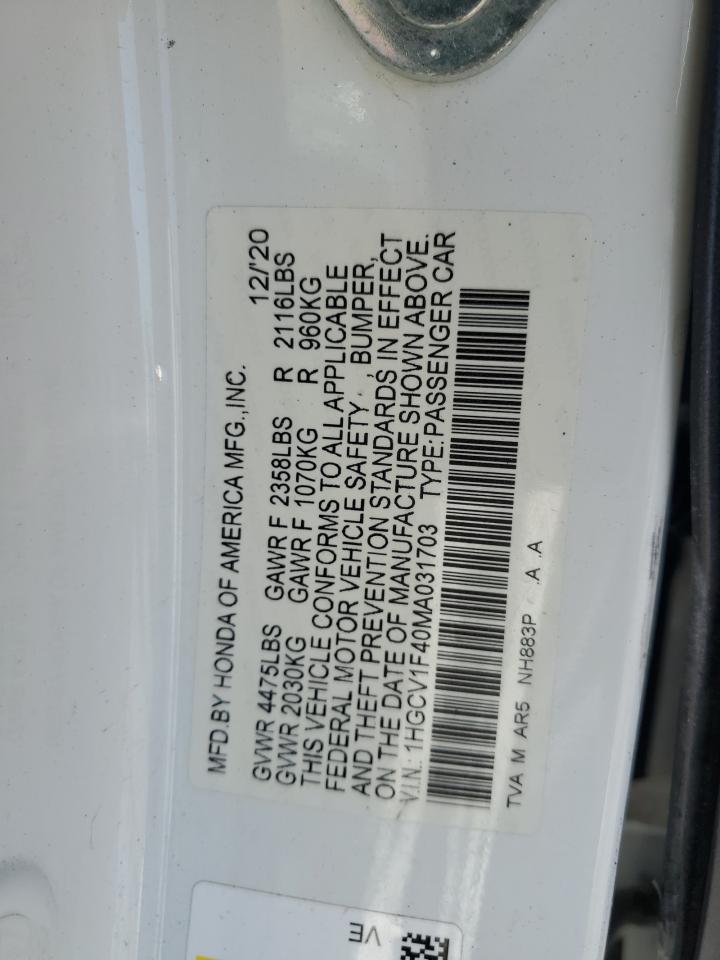 MFD.BY HONDA OF AMERICA MFG.,INC. 12/'20
GVWR 4475LBS GAWR F 2358LBS R 2116LBS
GVWR 2030KG GAWR F 1070KG R 960KG
THIS VEHICLE CONFORMS TO ALL APPLICABLE
FEDERAL MOTOR VEHICLE SAFETY , BUMPER,
AND THEFT PREVENTION STANDARDS IN EFFECT
ON THE DATE OF MANUFACTURE SHOWN ABOVE.
V.I.N.: 1HGCV1F40MA031703 TYPE:PASSENGER CAR
TVA M AR5 NH883P .A .A
VE